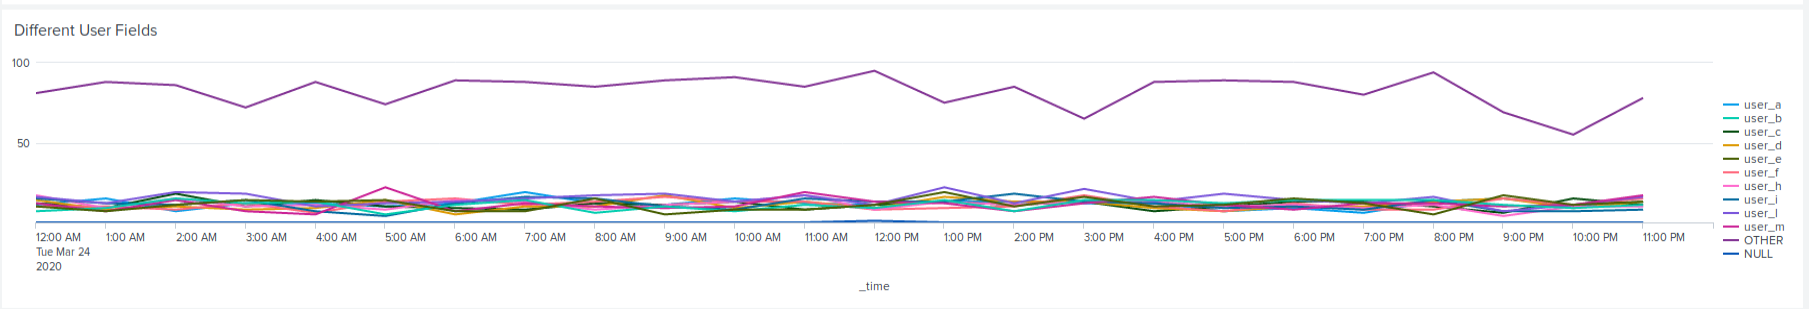 Different User Fields
100
50
12:00 AM 1:00 AM 2:00 AM 3:00 AM 4:00 AM 5:00 AM 6:00 AM 7:00 AM 8:00 AM 9:00 AM 10:00 AM 11:00 AM 12:00 PM 1:00 PM 2:00 PM 3:00 PM 4:00 PM 5:00 PM 6:00 PM 7:00 PM 8:00 PM 9:00 PM 10:00 PM 11:00 PM
Tue Mar 24
2020
_time
user_a
user_b
user_c
user_d
user_e
user_f
user_h
user_i
user_l
user_m
OTHER
NULL